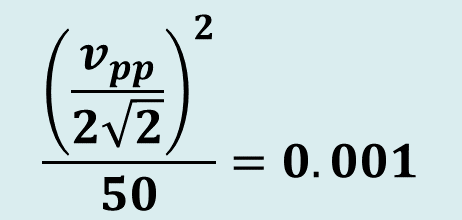 (v_pp / 2√2)^2 / 50 = 0.001